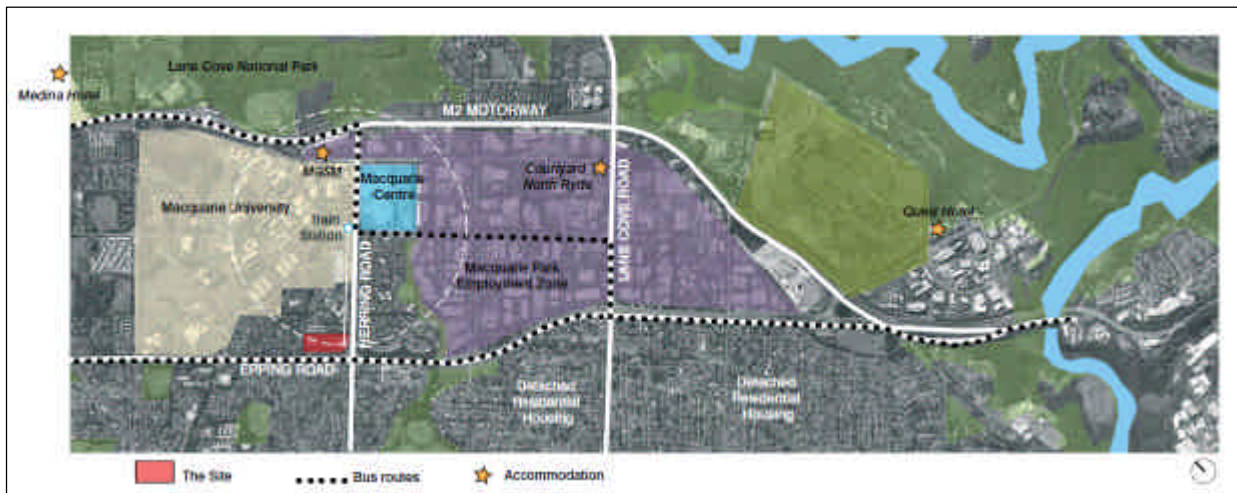 Lane Cove National Park
Medina Hotel
M2 MOTORWAY
MGSM
Macquarie
Centre
Courtyard
North Ryde
Macquarie University
Train
Station
HERRING ROAD
LANE COVE ROAD
Quest Hotel
Macquarie Park
Employment Zone
EPPING ROAD
Detached
Residential
Housing
Detached
Residential
Housing
The Site
Bus routes
Accommodation